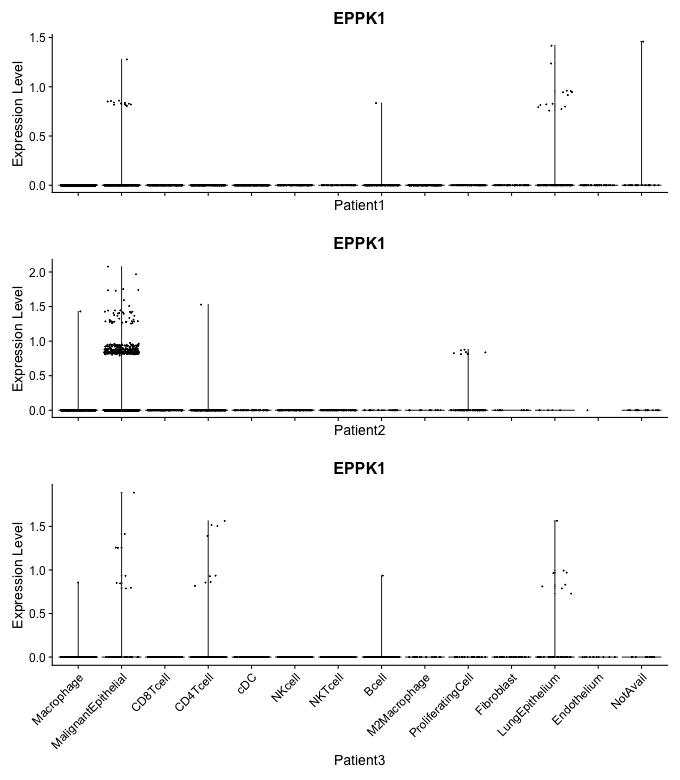 EPPK1
Expression Level
1.5
1.0
0.5
0.0
Patient1
EPPK1
Expression Level
2.0
1.5
1.0
0.5
0.0
Patient2
EPPK1
Expression Level
1.5
1.0
0.5
0.0
Macrophage
MalignantEpithelial
CD8Tcell
CD4Tcell
cDC
NKcell
NKTcell
Bcell
M2Macrophage
ProliferatingCell
Fibroblast
LungEpithelium
Endothelium
NotAvail
Patient3